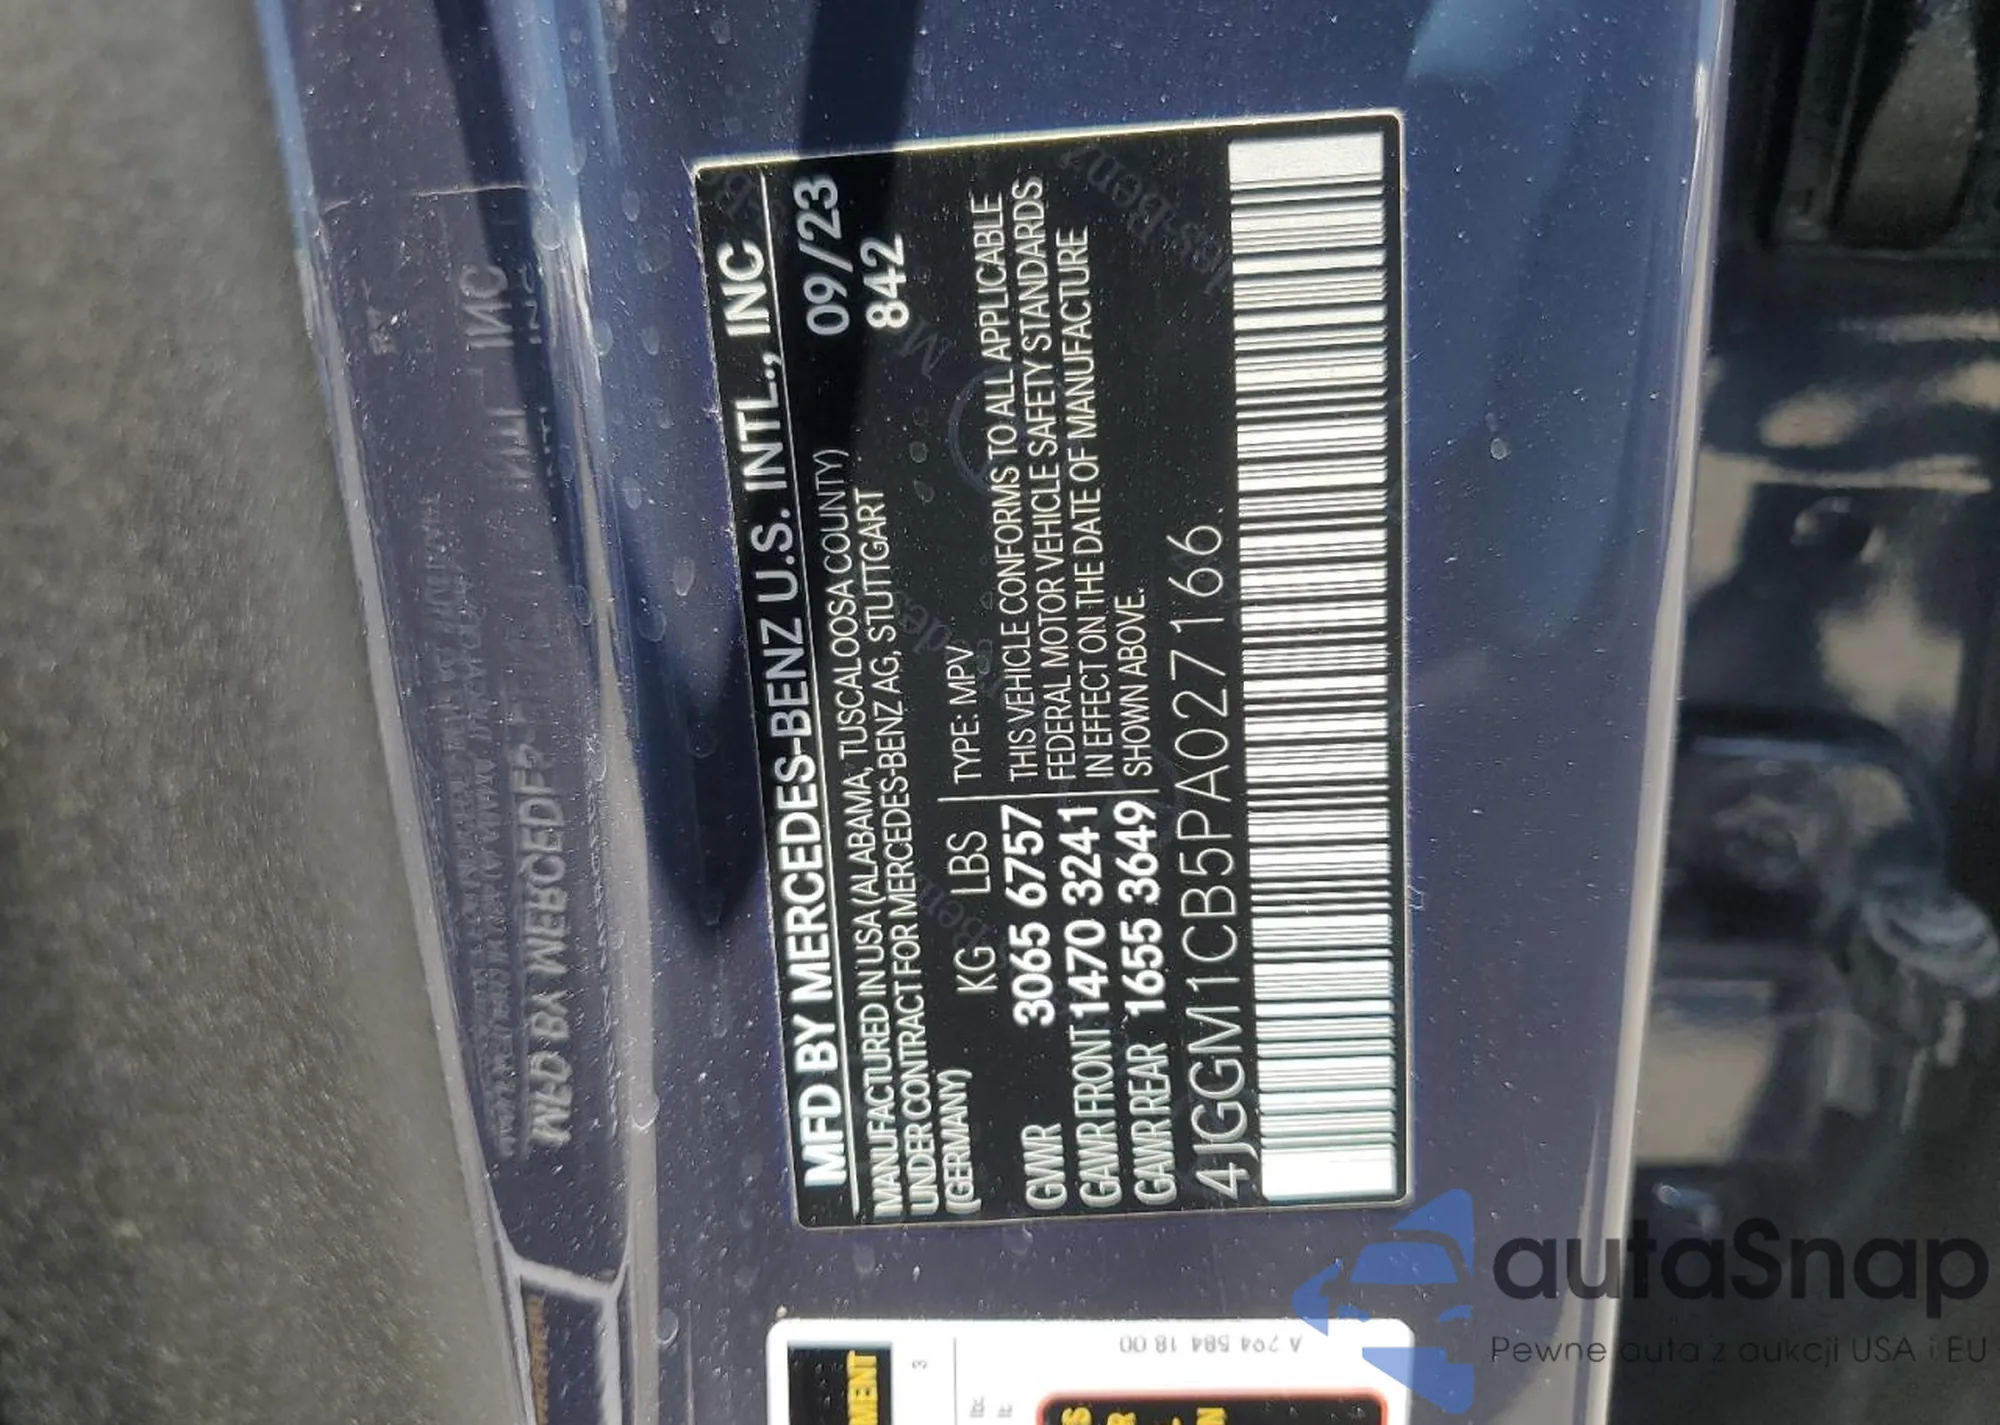 MFD BY MERCEDES-BENZ U.S. INTL., INC
MANUFACTURED IN USA (ALABAMA, TUSCALOOSA COUNTY) 09/23
UNDER CONTRACT FOR MERCEDES-BENZ AG, STUTTGART 842
(GERMANY)
KG LBS TYPE: MPV
GVWR 3065 6757 THIS VEHICLE CONFORMS TO ALL APPLICABLE
FEDERAL MOTOR VEHICLE SAFETY STANDARDS
GAWR FRONT 1470 3241 IN EFFECT ON THE DATE OF MANUFACTURE
GAWR REAR 1655 3649 SHOWN ABOVE.
4JGGM1CB5PA027166
A 294 584 18 00
3
autoSnap
Pewne auta z aukcji USA i EU